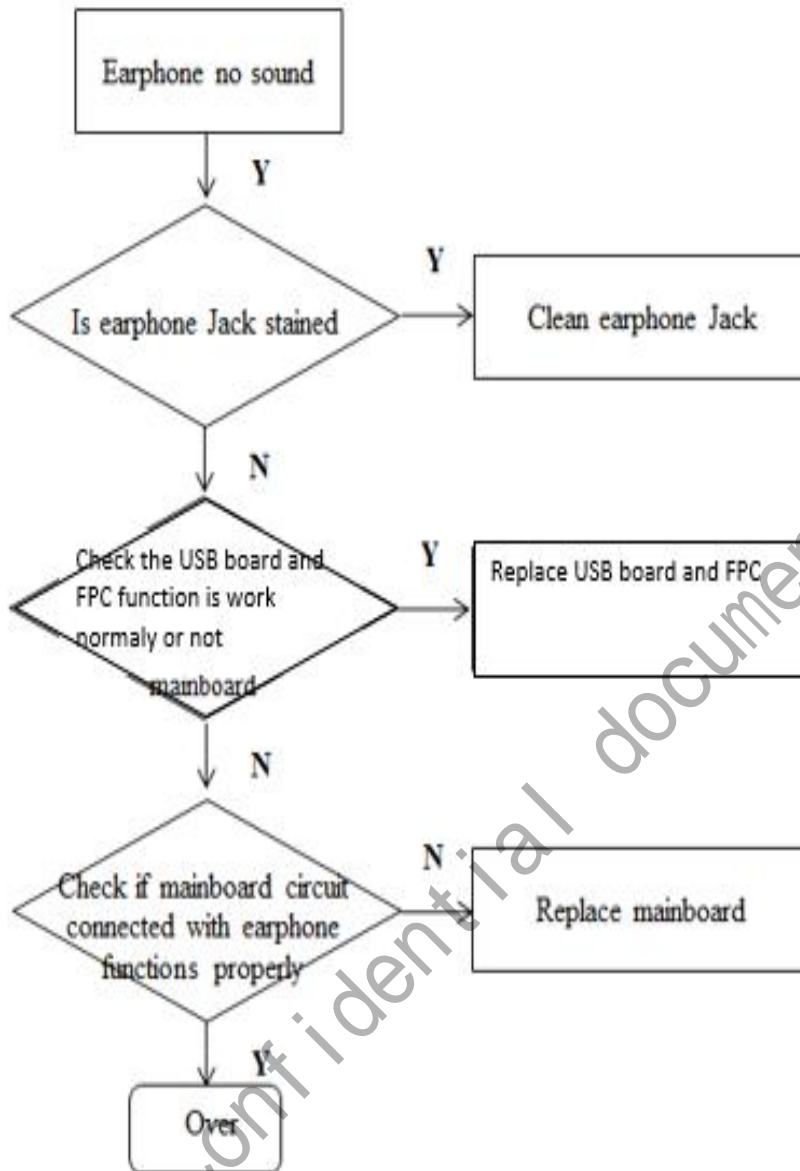 Earphone no sound
Y
Is earphone Jack stained
Y
Clean earphone Jack
N
Check the USB board and
FPC function is work
normaly or not
mainboard
Y
Replace USB board and FPC
N
Check if mainboard circuit
connected with earphone
functions properly
N
Replace mainboard
Y
Over